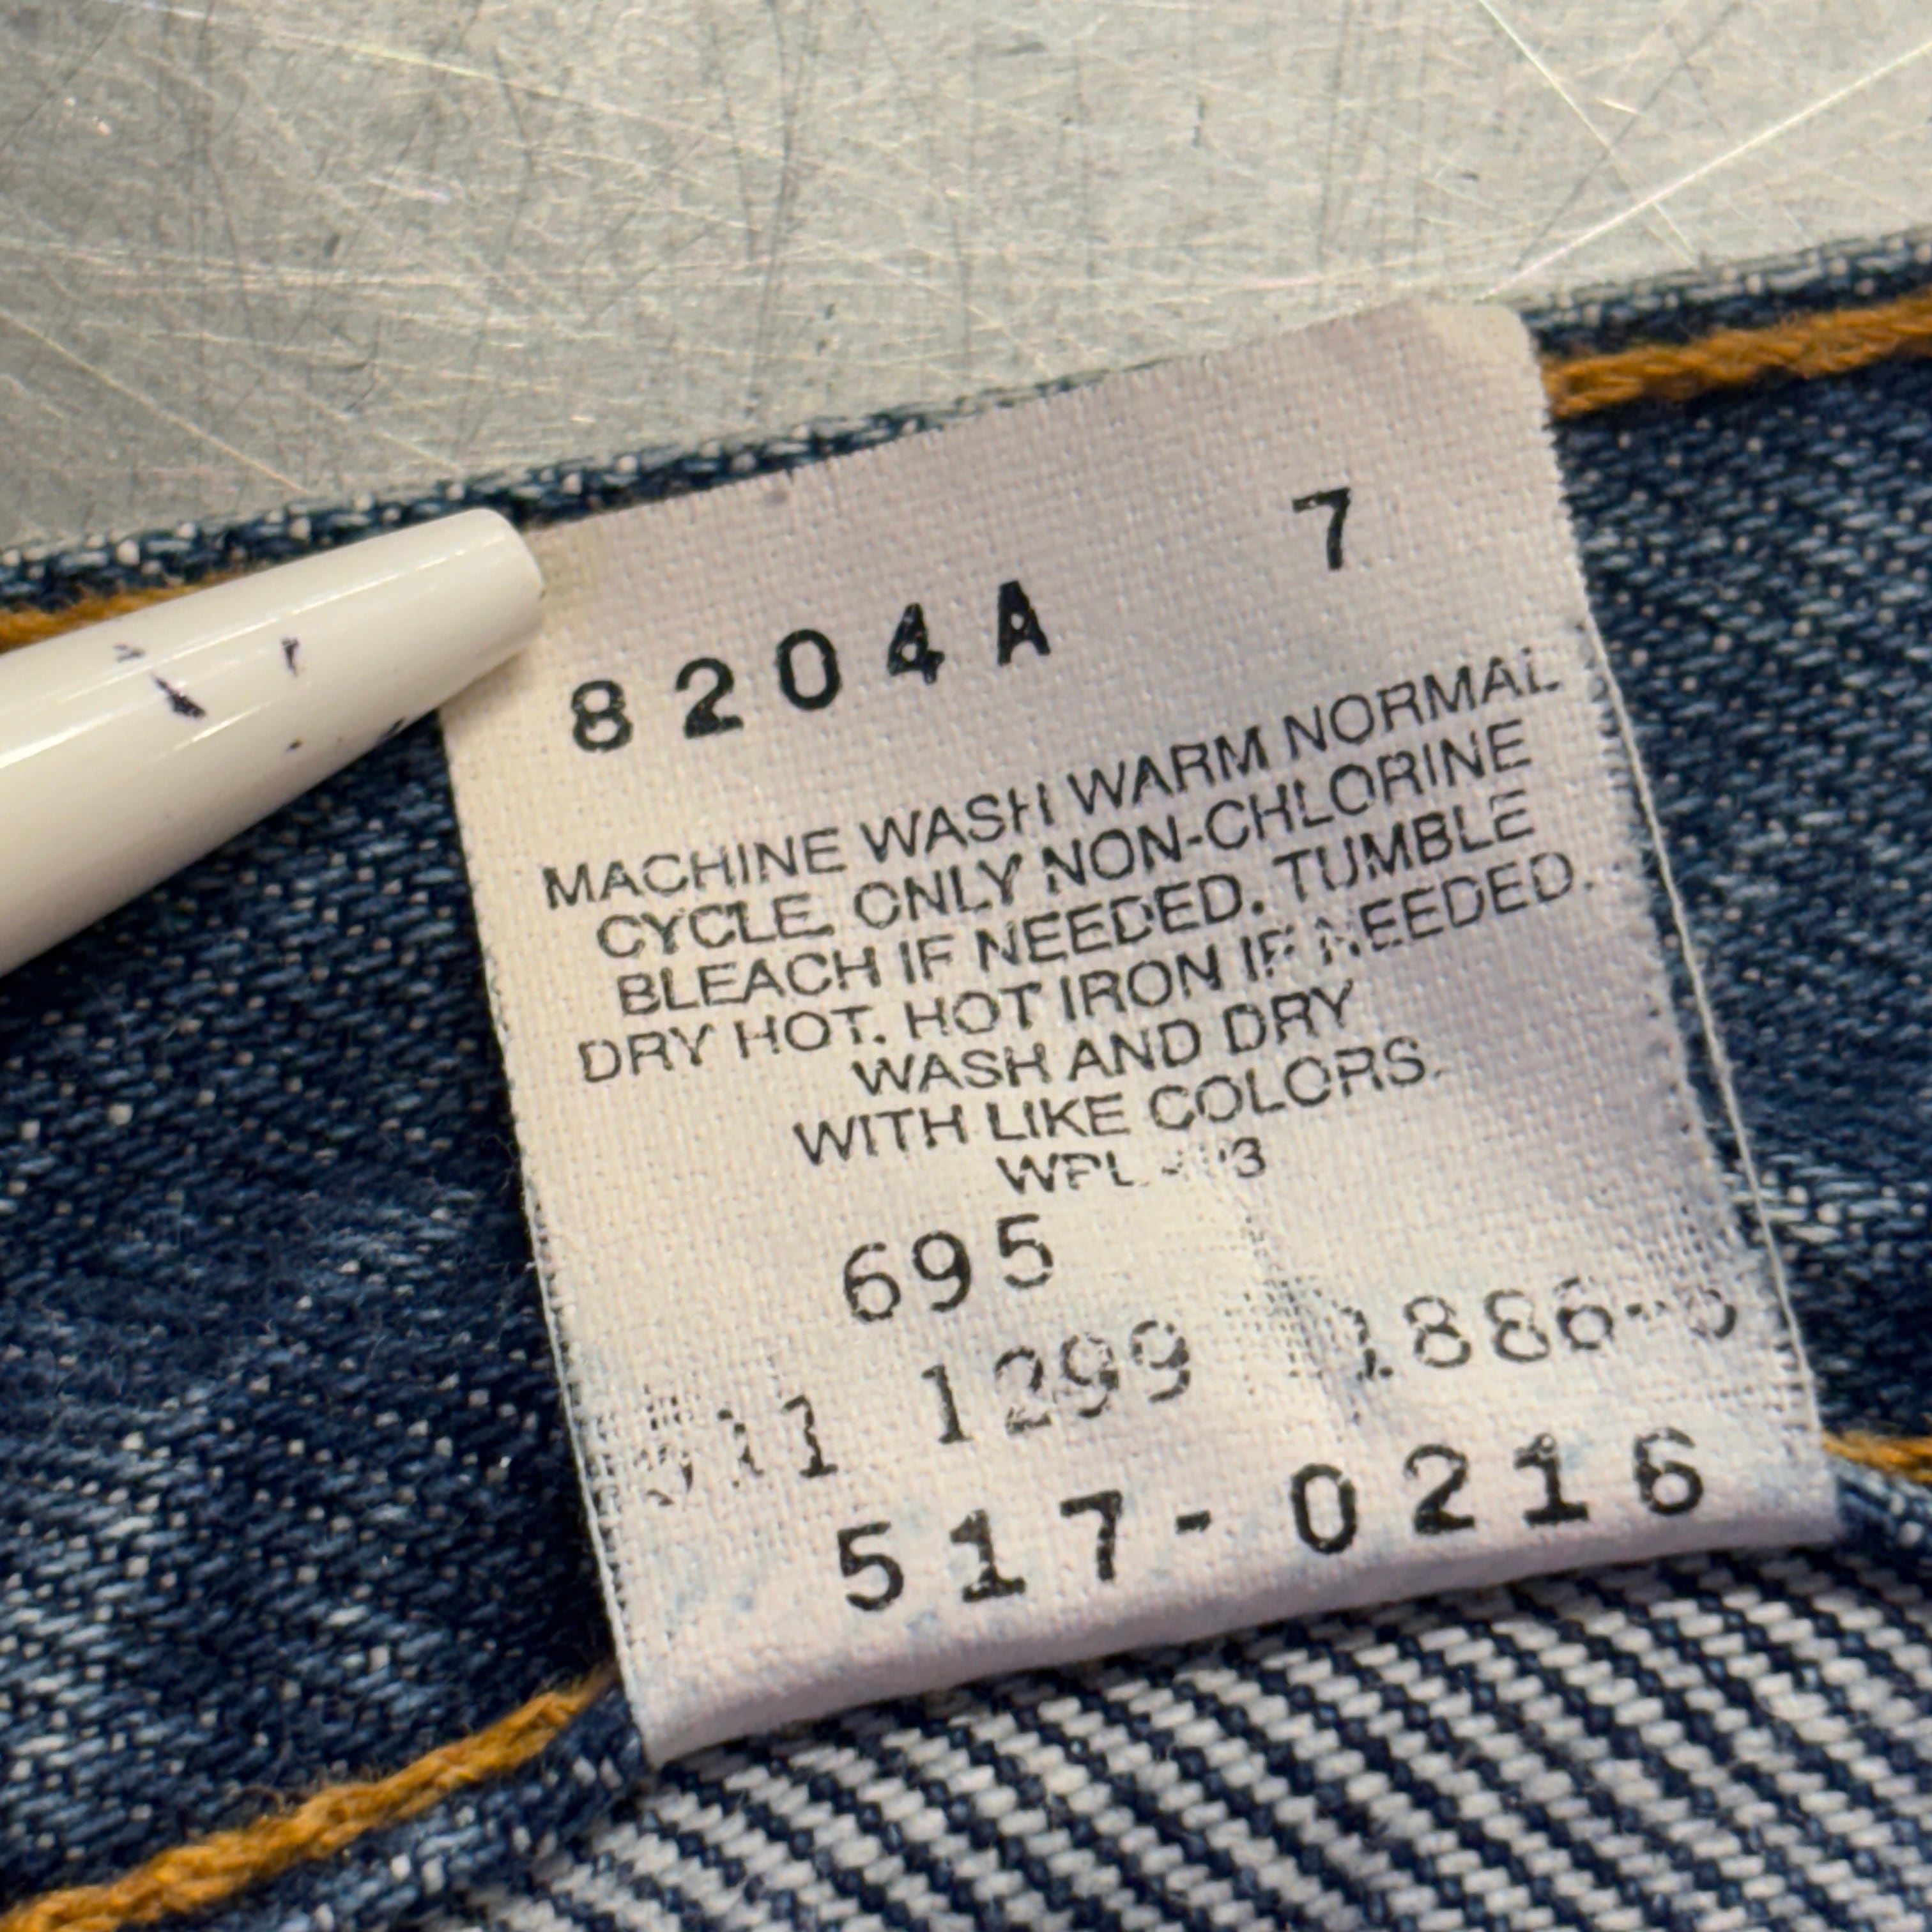 7
8204A
MACHINE WASH WARM NORMAL
CYCLE. ONLY NON-CHLORINE
BLEACH IF NEEDED. TUMBLE
DRY HOT. HOT IRON IF NEEDED.
WASH AND DRY
WITH LIKE COLORS.
WPL
695
1299
517-0216